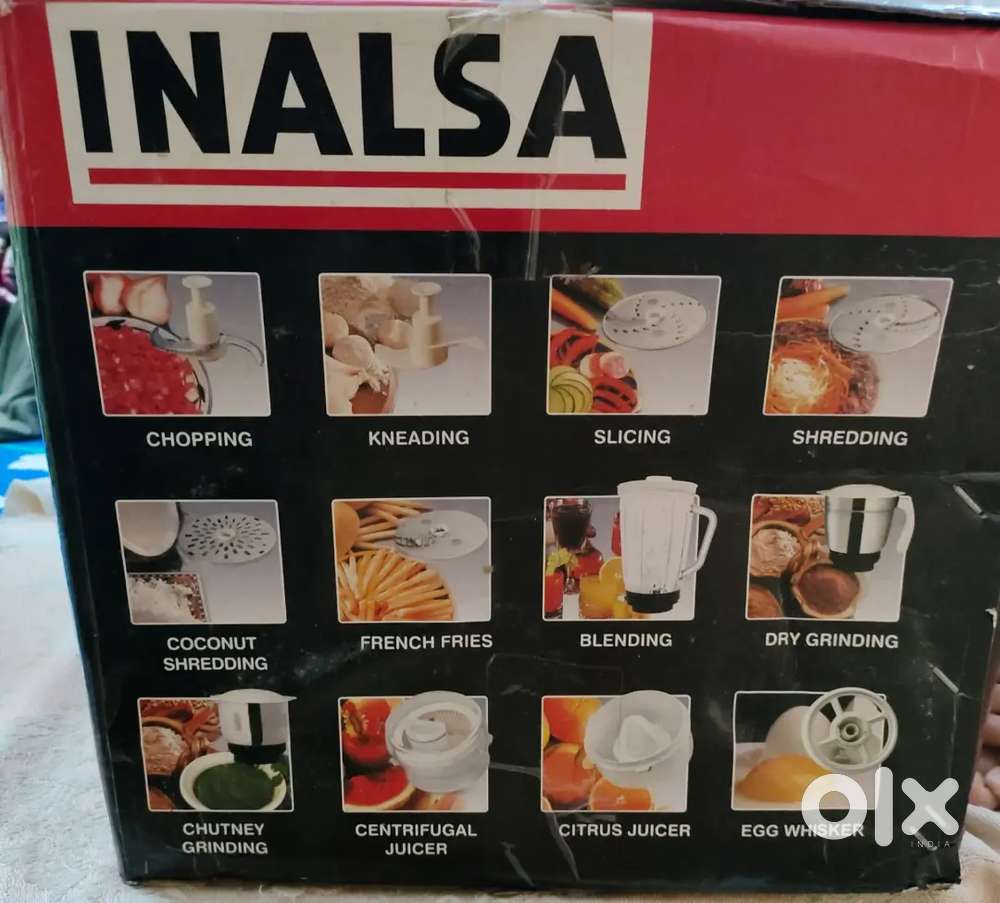 INALSA
CHOPPING
KNEADING
SLICING
SHREDDING
COCONUT
SHREDDING
FRENCH FRIES
BLENDING
DRY GRINDING
CHUTNEY
GRINDING
CENTRIFUGAL
JUICER
CITRUS JUICER
EGG WHISKER
olx
INDIA